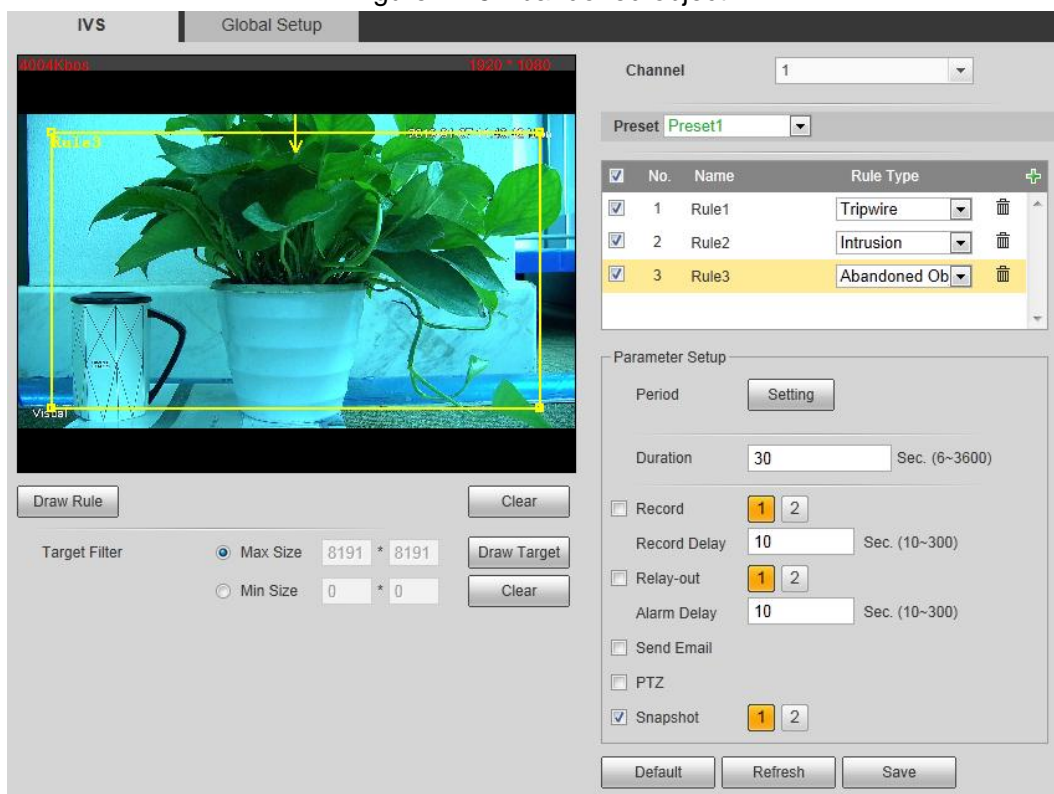 IVS Global Setup
4004Kbps 1920 * 1080
Rule3
Visual
Draw Rule Clear
Target Filter Max Size 8191 * 8191 Draw Target
Min Size 0 * 0 Clear
Channel 1
Preset Preset1
No. Name Rule Type
1 Rule1 Tripwire
2 Rule2 Intrusion
3 Rule3 Abandoned Ob
Parameter Setup
Period Setting
Duration 30 Sec. (6~3600)
Record 1 2
Record Delay 10 Sec. (10~300)
Relay-out 1 2
Alarm Delay 10 Sec. (10~300)
Send Email
PTZ
Snapshot 1 2
Default Refresh Save